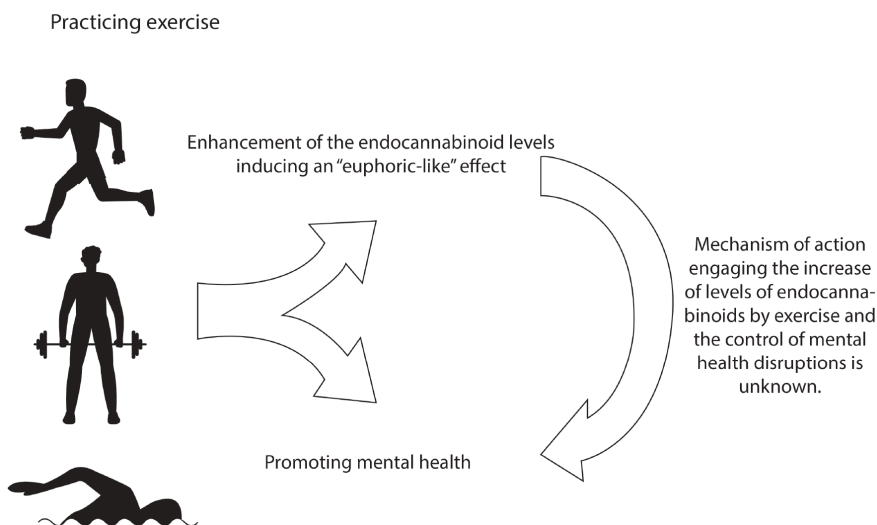 Practicing exercise
Enhancement of the endocannabinoid levels
inducing an “euphoric-like” effect
Mechanism of action
engaging the increase
of levels of endocanna-
binoids by exercise and
the control of mental
health disruptions is
unknown.
Promoting mental health